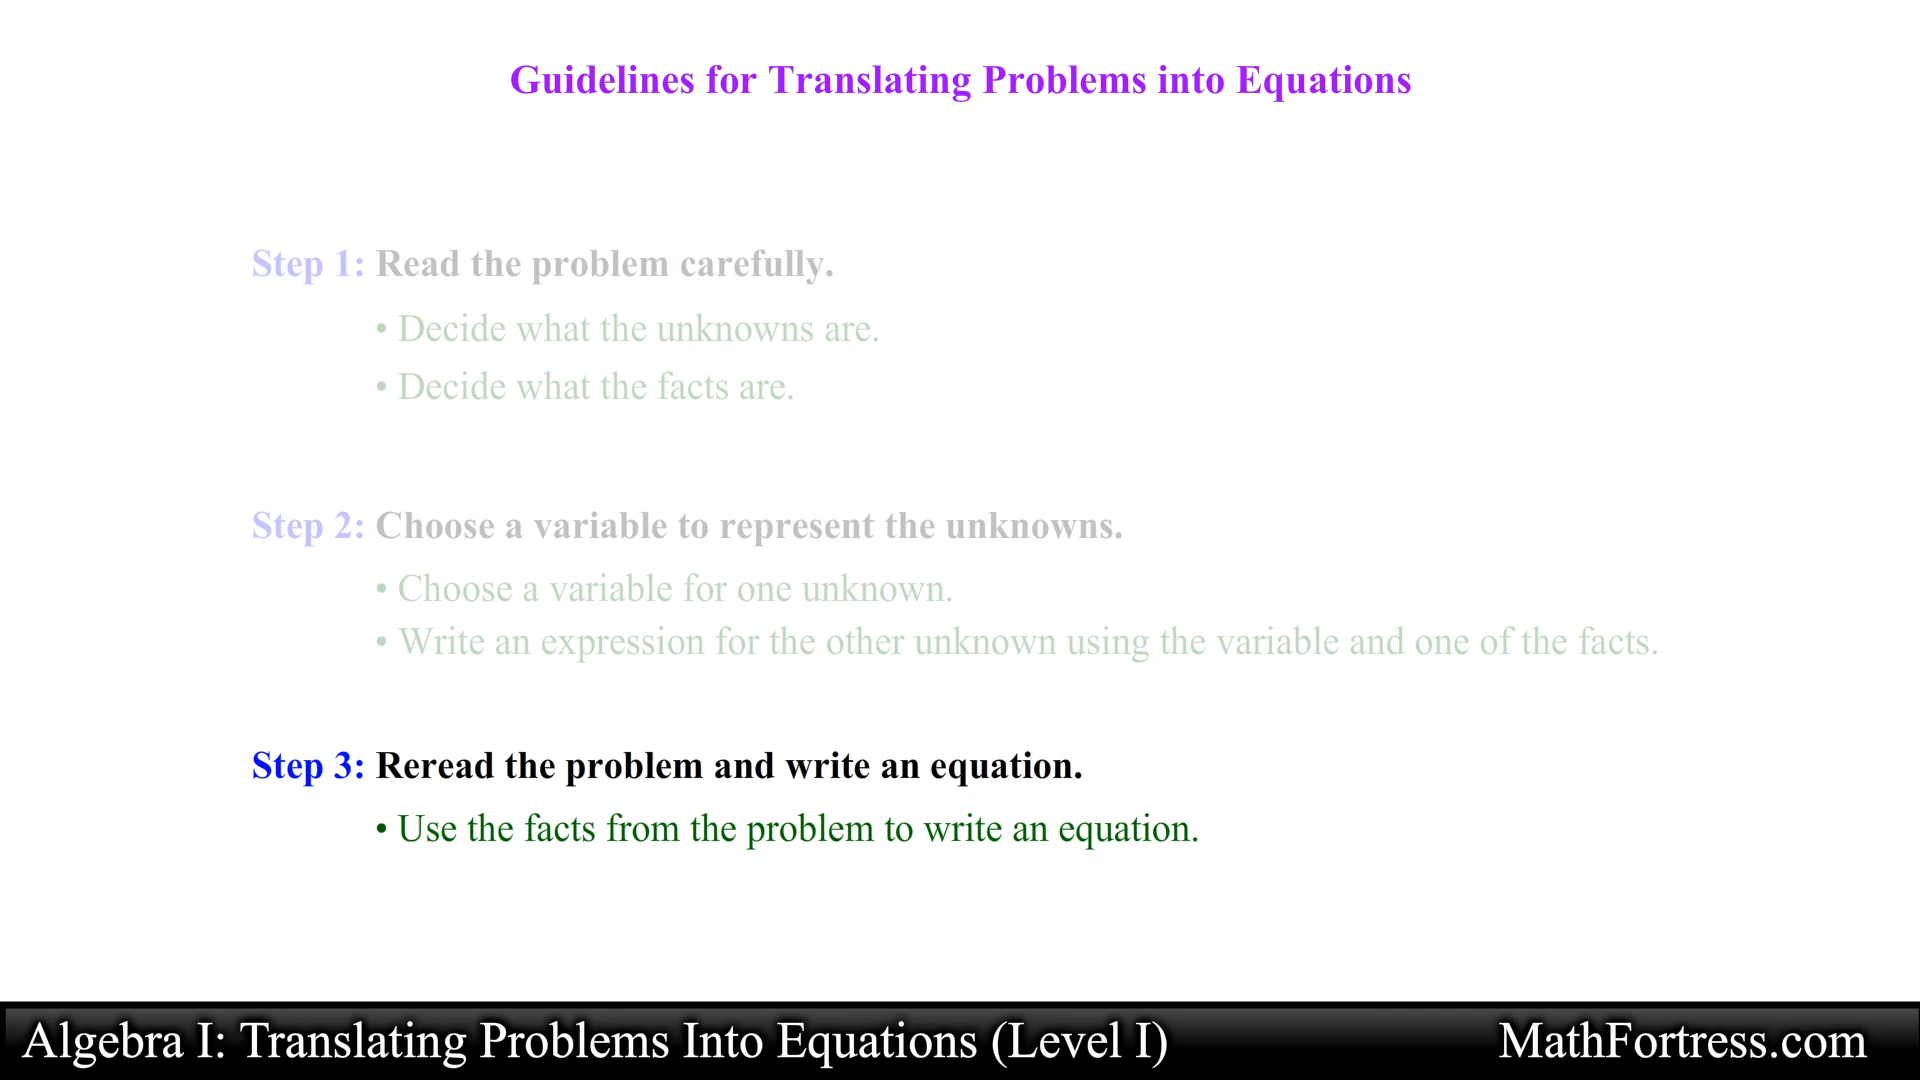 Guidelines for Translating Problems into Equations
Step 1: Read the problem carefully.
• Decide what the unknowns are.
• Decide what the facts are.
Step 2: Choose a variable to represent the unknowns.
• Choose a variable for one unknown.
• Write an expression for the other unknown using the variable and one of the facts.
Step 3: Reread the problem and write an equation.
• Use the facts from the problem to write an equation.
Algebra I: Translating Problems Into Equations (Level I)
MathFortress.com